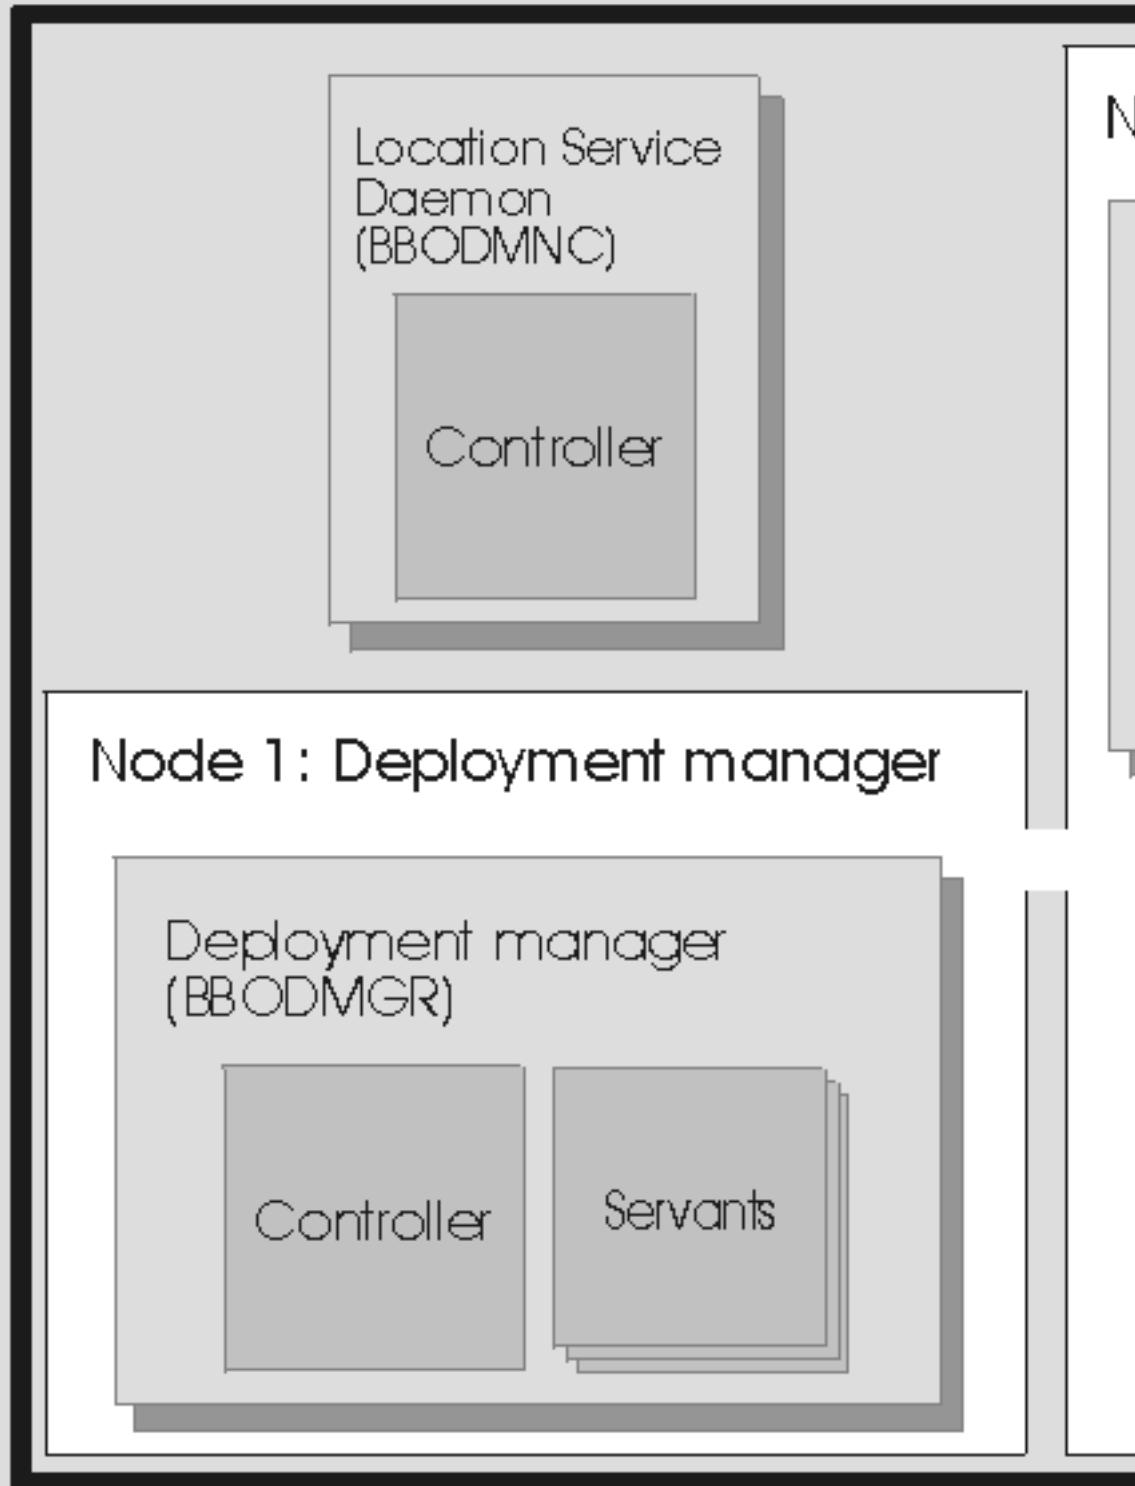 Location Service
Daemon
(BBODMNC)
Controller
Node 1: Deployment manager
Deployment manager
(BBODMGR)
Controller
Servants